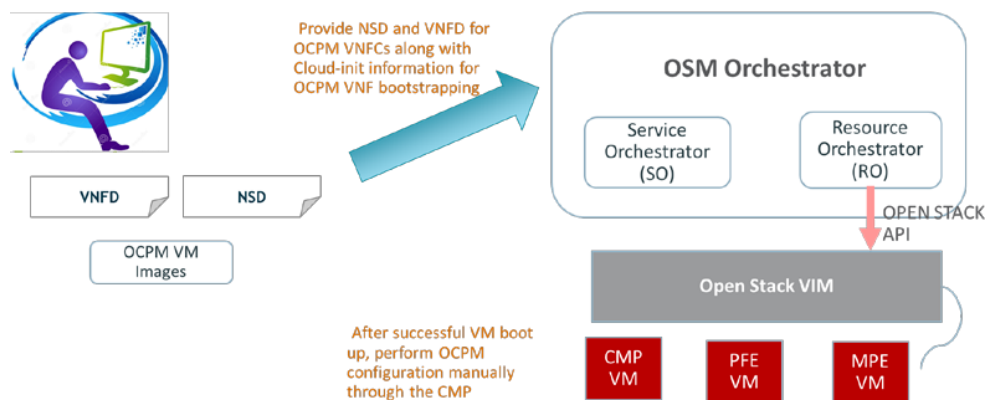 Provide NSD and VNFD for
OCPM VNFCs along with
Cloud-init information for
OCPM VNF bootstrapping
OSM Orchestrator
Service
Orchestrator
(SO)
Resource
Orchestrator
(RO)
VNFD
NSD
OPEN STACK
API
OCPM VM
Images
Open Stack VIM
After successful VM boot
up, perform OCPM
configuration manually
through the CMP
CMP
VM
PFE
VM
MPE
VM